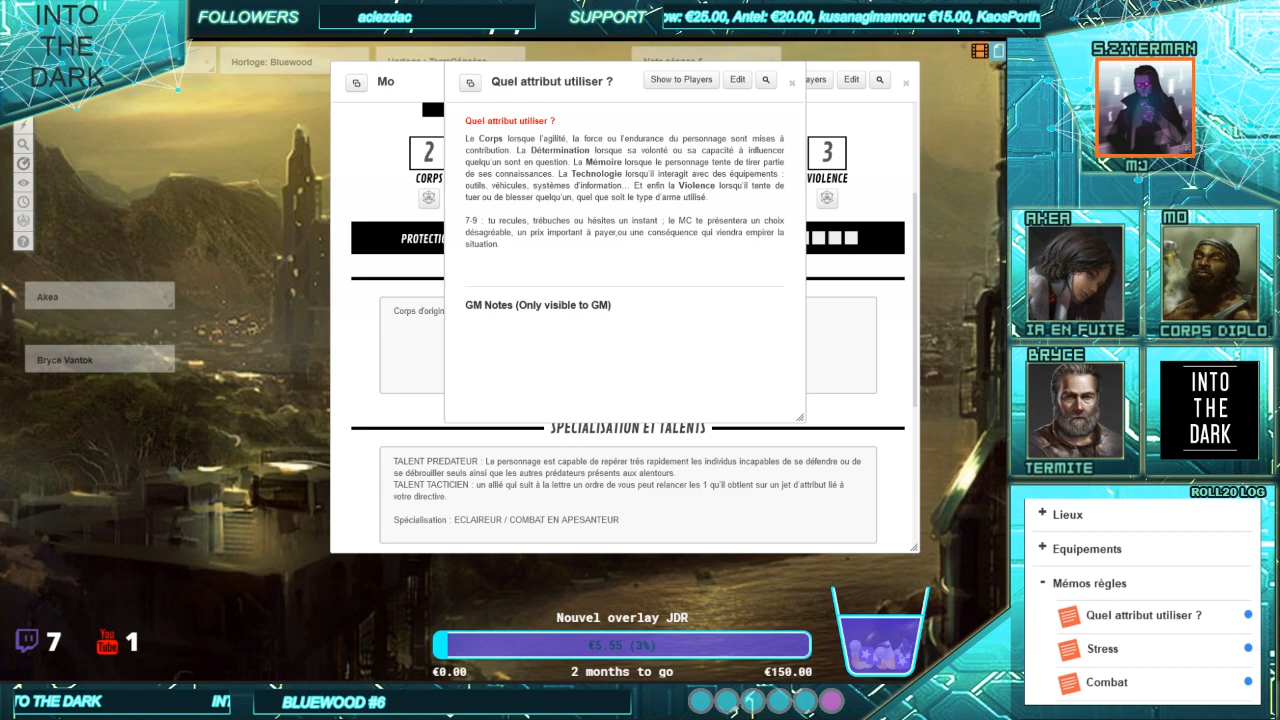 INTO
THE
DARK
FOLLOWERS
aciezdac
SUPPORT
ow: €25.00, Antel: €20.00, kusanagimamoru: €15.00, KaosPorth
Horloge: Bluewood
S.ZITERMAN
MJ
Mo
Quel attribut utiliser ?
Show to Players
Edit
ayers
Edit
Quel attribut utiliser ?
Le Corps lorsque l'agilité, la force ou l'endurance du personnage sont mises à
contribution. La Détermination lorsque sa volonté ou sa capacité à influencer
quelqu'un sont en question. La Mémoire lorsque le personnage tente de tirer partie
de ses connaissances. La Technologie lorsqu'il interagit avec des équipements :
outils, véhicules, systèmes d'information... Et enfin la Violence lorsqu'il tente de
tuer ou de blesser quelqu'un, quel que soit le type d'arme utilisé.
7-9 : tu recules, trébuches ou hésites un instant ; le MC te présentera un choix
désagréable, un prix important à payer,ou une conséquence qui viendra empirer la
situation.
GM Notes (Only visible to GM)
2
CORPS
3
VIOLENCE
PROTECTIO
Corps d'origin
SPÉCIALISATION ET TALENTS
TALENT PREDATEUR : Le personnage est capable de repérer très rapidement les individus incapables de se défendre ou de
se débrouiller seuls ainsi que les autres prédateurs présents aux alentours.
TALENT TACTICIEN : un allié qui suit à la lettre un ordre de vous peut relancer les 1 qu'il obtient sur un jet d'attribut lié à
votre directive.
Spécialisation : ECLAIREUR / COMBAT EN APESANTEUR
Akea
Bryce Vantok
AKEA
IA EN FUITE
MO
CORPS DIPLO.
BRYCE
TERMITE
INTO
THE
DARK
ROLL20 LOG
+ Lieux
+ Equipements
- Mémos règles
Quel attribut utiliser ?
Stress
Combat
7
You
Tube
1
Nouvel overlay JDR
€5.55 (3%)
€0.00
2 months to go
€150.00
TO THE DARK
INT
BLUEWOOD #6